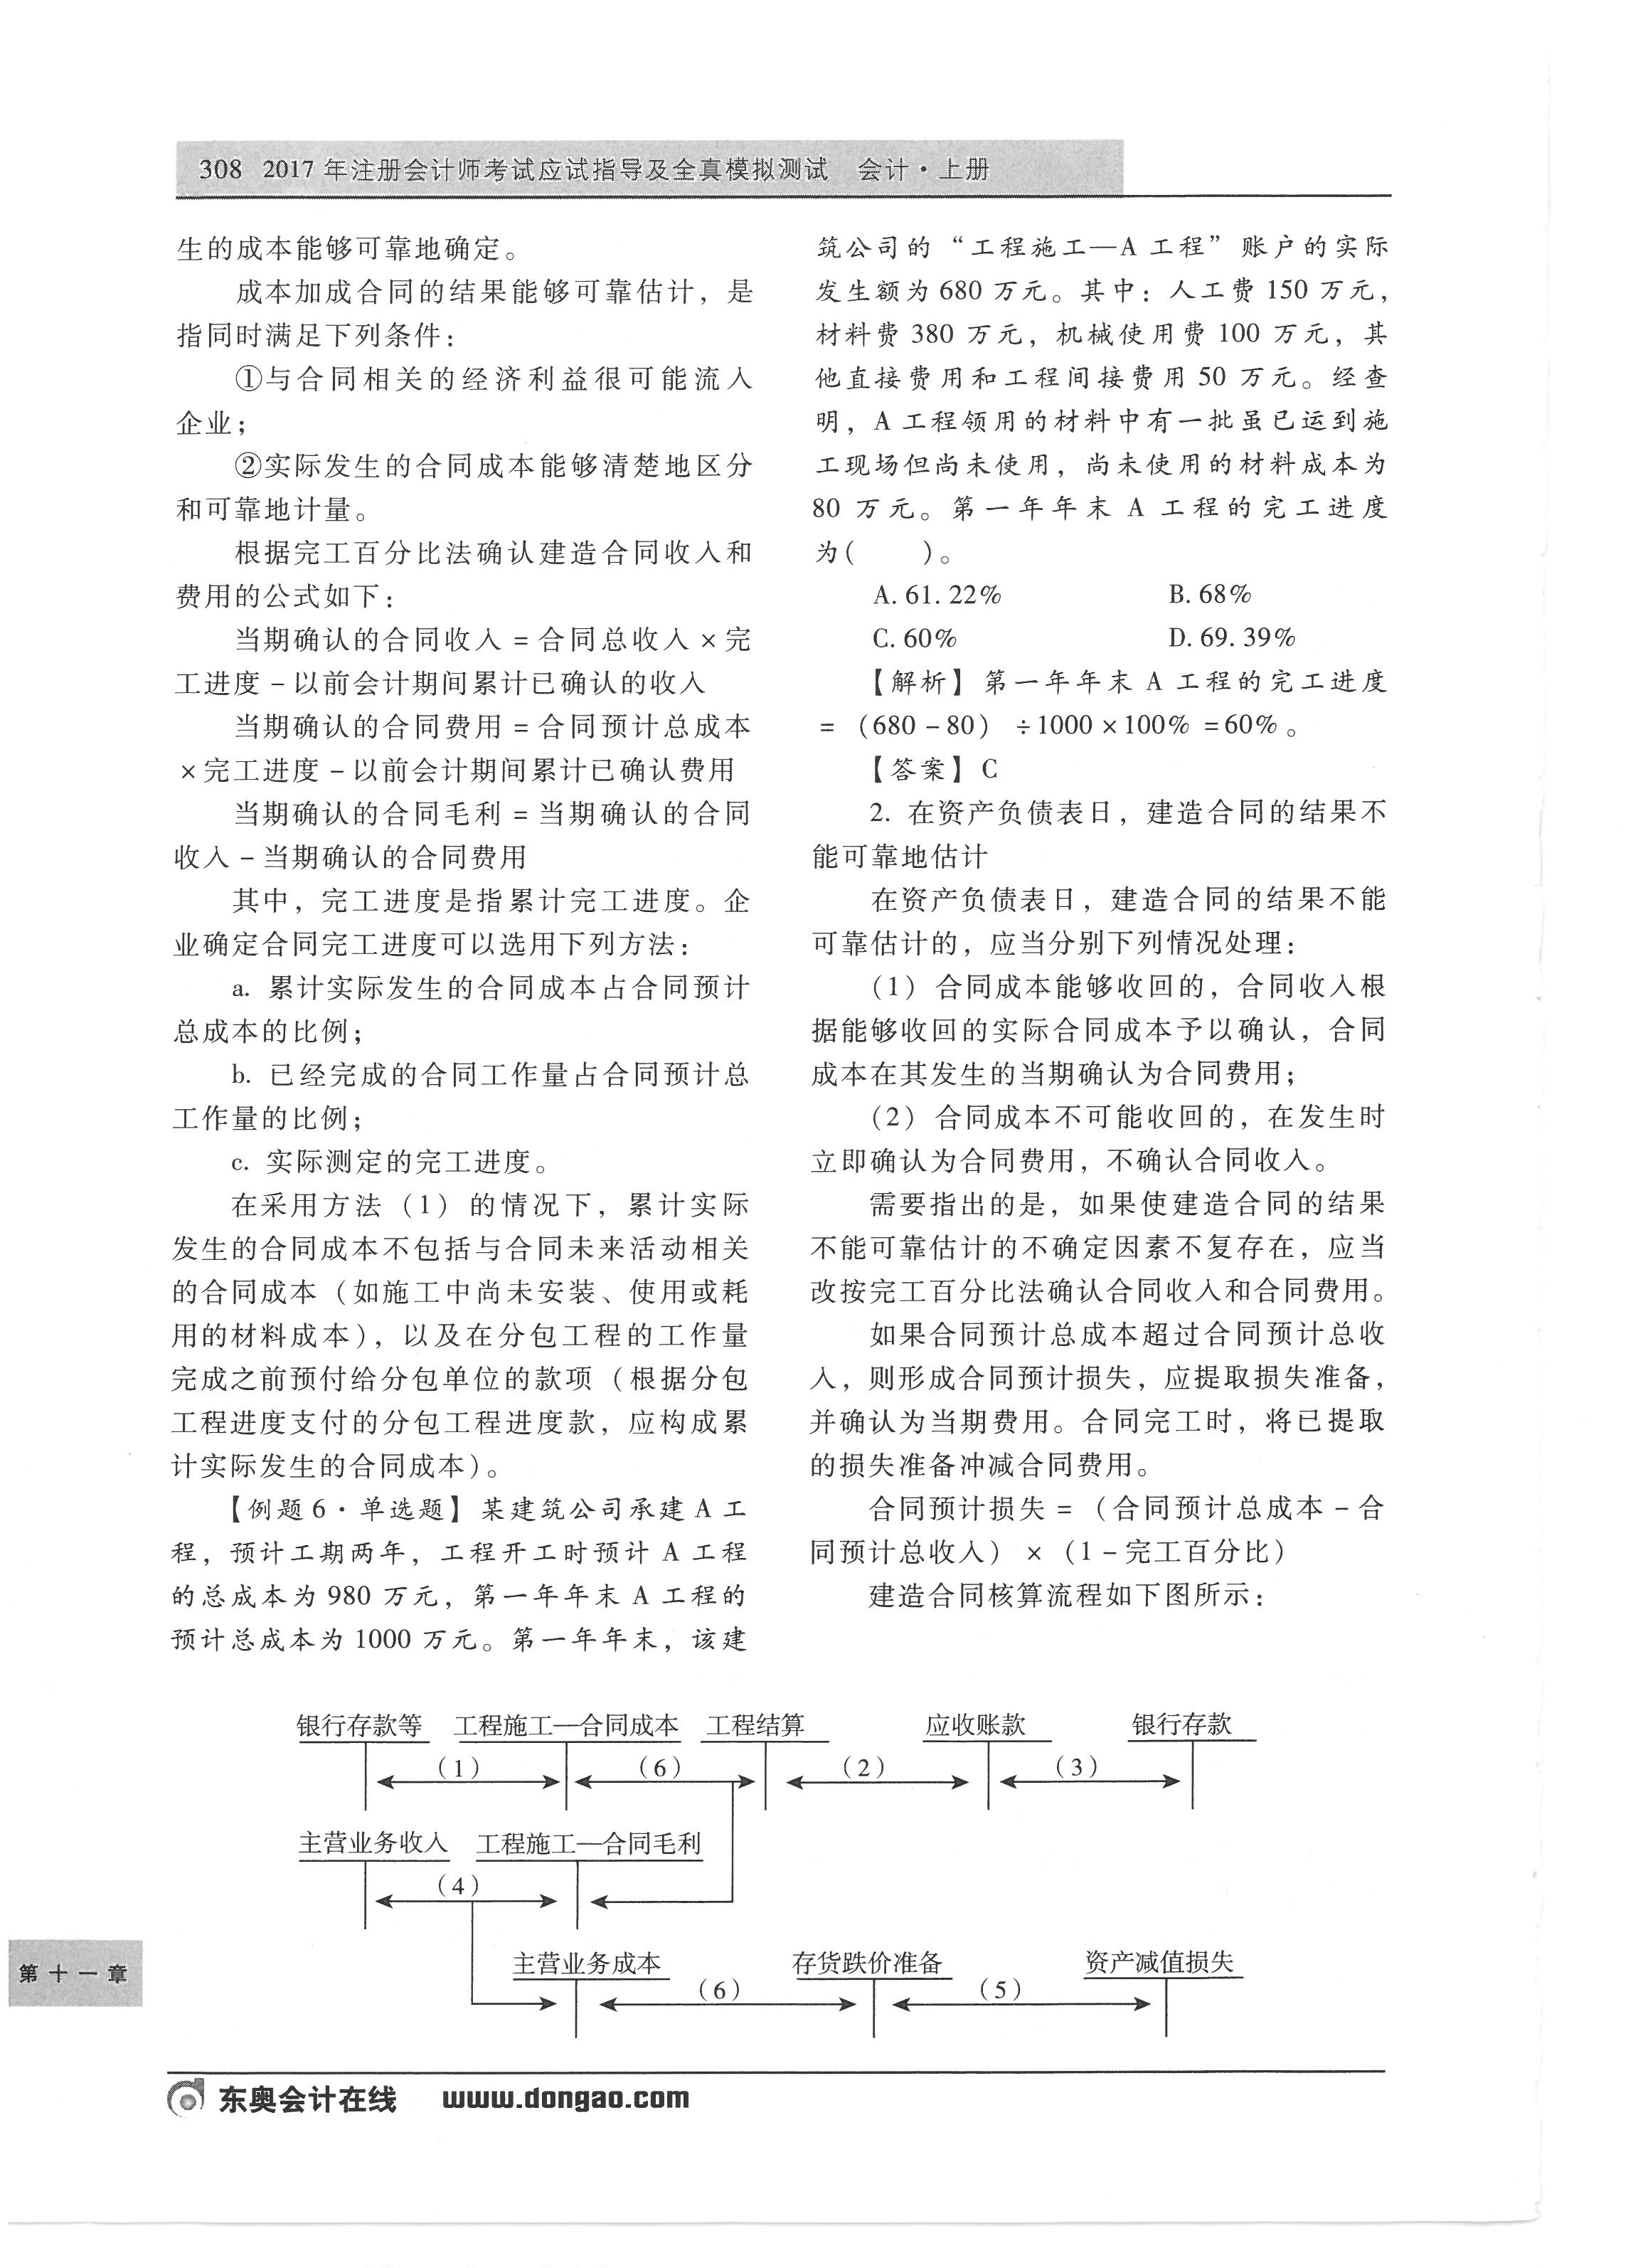 308 2017年注册会计师考试应试指导及全真模拟测试 会计·上册
生的成本能够可靠地确定。
成本加成合同的结果能够可靠估计，是
指同时满足下列条件：
①与合同相关的经济利益很可能流入
企业；
②实际发生的合同成本能够清楚地区分
和可靠地计量。
根据完工百分比法确认建造合同收入和
费用的公式如下：
当期确认的合同收入=合同总收入×完
工进度-以前会计期间累计已确认的收入
当期确认的合同费用=合同预计总成本
×完工进度-以前会计期间累计已确认费用
当期确认的合同毛利=当期确认的合同
收入-当期确认的合同费用
其中，完工进度是指累计完工进度。企
业确定合同完工进度可以选用下列方法：
a. 累计实际发生的合同成本占合同预计
总成本的比例；
b. 已经完成的合同工作量占合同预计总
工作量的比例；
c. 实际测定的完工进度。
在采用方法（1）的情况下，累计实际
发生的合同成本不包括与合同未来活动相关
的合同成本（如施工中尚未安装、使用或耗
用的材料成本），以及在分包工程的工作量
完成之前预付给分包单位的款项（根据分包
工程进度支付的分包工程进度款，应构成累
计实际发生的合同成本）。
【例题6·单选题】某建筑公司承建A工
程，预计工期两年，工程开工时预计A工程
的总成本为980万元，第一年年末A工程的
预计总成本为1000万元。第一年年末，该建
筑公司的“工程施工—A工程”账户的实际
发生额为680万元。其中：人工费150万元，
材料费380万元，机械使用费100万元，其
他直接费用和工程间接费用50万元。经查
明，A工程领用的材料中有一批虽已运到施
工现场但尚未使用，尚未使用的材料成本为
80万元。第一年年末A工程的完工进度
为(　　)。
A. 61.22%　　B. 68%
C. 60%　　D. 69.39%
【解析】第一年年末A工程的完工进度
=（680-80）÷1000×100%=60%。
【答案】C
2. 在资产负债表日，建造合同的结果不
能可靠地估计
在资产负债表日，建造合同的结果不能
可靠估计的，应当分别下列情况处理：
（1）合同成本能够收回的，合同收入根
据能够收回的实际合同成本予以确认，合同
成本在其发生的当期确认为合同费用；
（2）合同成本不可能收回的，在发生时
立即确认为合同费用，不确认合同收入。
需要指出的是，如果使建造合同的结果
不能可靠估计的不确定因素不复存在，应当
改按完工百分比法确认合同收入和合同费用。
如果合同预计总成本超过合同预计总收
入，则形成合同预计损失，应提取损失准备，
并确认为当期费用。合同完工时，将已提取
的损失准备冲减合同费用。
合同预计损失=（合同预计总成本-合
同预计总收入）×（1-完工百分比）
建造合同核算流程如下图所示：
银行存款等 工程施工—合同成本 工程结算 应收账款 银行存款
（1） （6） （2） （3）
主营业务收入 工程施工—合同毛利
（4）
主营业务成本 存货跌价准备 资产减值损失
（6） （5）
第十一章
东奥会计在线 www.dongao.com